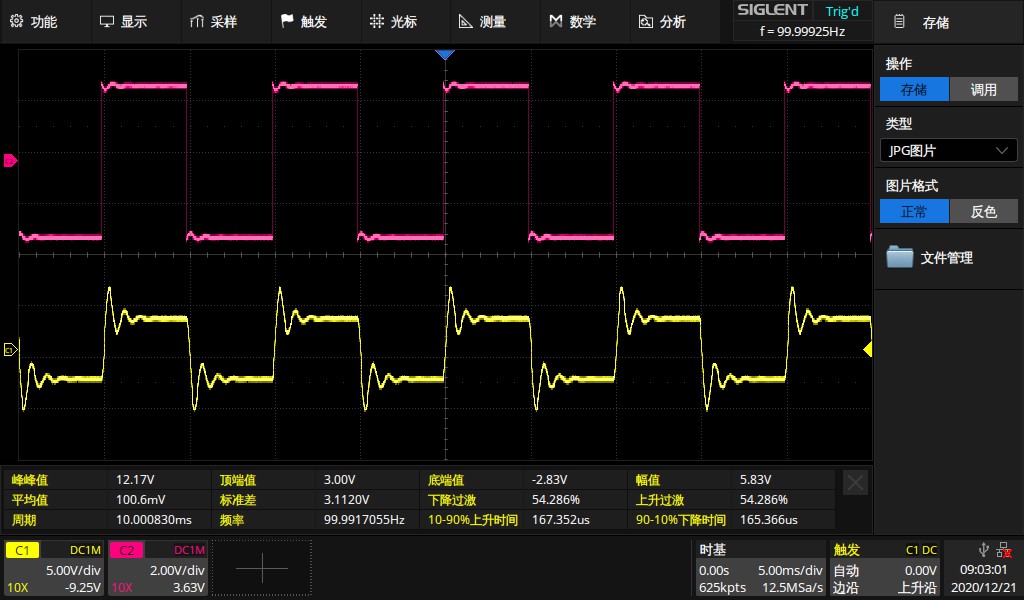 功能 显示 采样 触发 光标 测量 数学 分析 SIGLENT Trig'd 存储
f = 99.99925Hz
操作
存储 调用
类型
JPG图片
图片格式
正常 反色
文件管理
C1
峰峰值 12.17V 顶端值 3.00V 底端值 -2.83V 幅值 5.83V
平均值 100.6mV 标准差 3.1120V 下降过激 54.286% 上升过激 54.286%
周期 10.000830ms 频率 99.9917055Hz 10-90%上升时间 167.352us 90-10%下降时间 165.366us
C1 DC1M C2 DC1M 时基 触发 C1 DC
5.00V/div 2.00V/div 0.00s 5.00ms/div 自动 0.00V 09:03:01
10X -9.25V 10X 3.63V 625kpts 12.5MSa/s 边沿 上升沿 2020/12/21